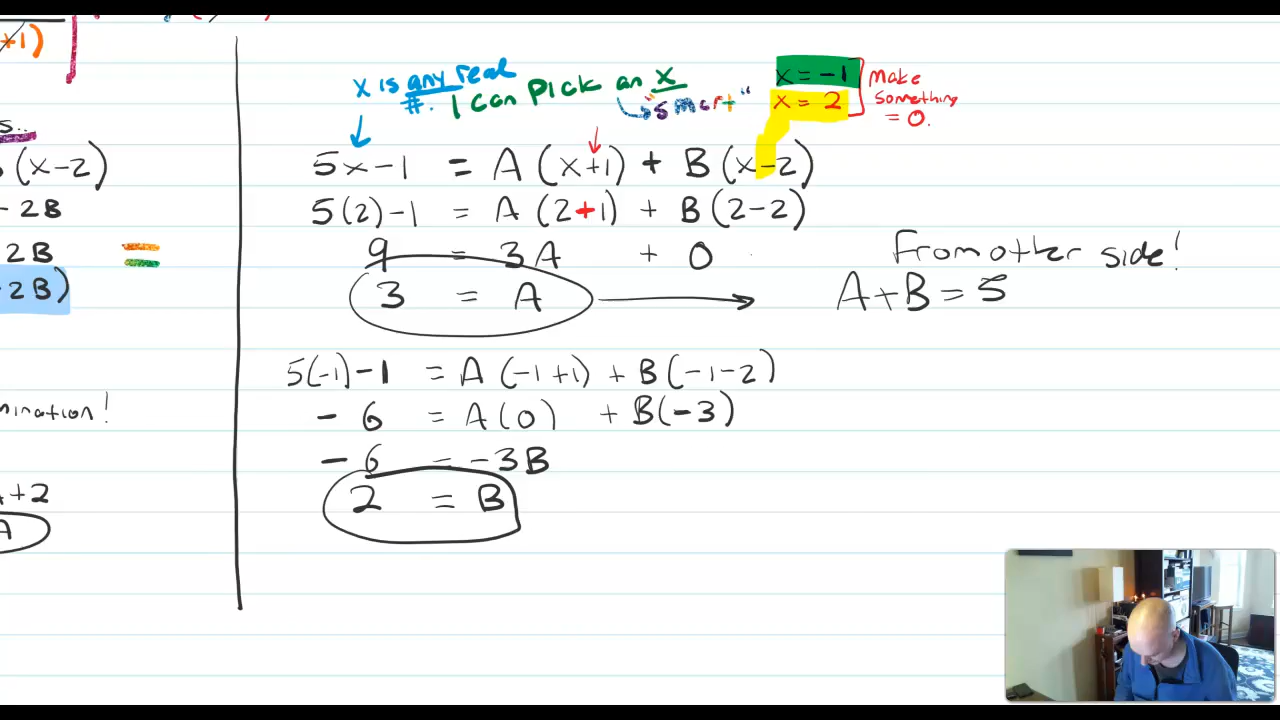 +1)
s..
(x-2)
- 2B
2B
- 2B)
mination!
+2
A
x is any real
#.
I can pick an x
"smart"
x = -1
x = 2
Make
something
= 0.
5x - 1 = A(x+1) + B(x-2)
5(2) - 1 = A(2+1) + B(2-2)
9 = 3A + 0
3 = A
From other side!
A+B = 5
5(-1) - 1 = A(-1+1) + B(-1-2)
- 6 = A(0) + B(-3)
- 6 = -3B
2 = B